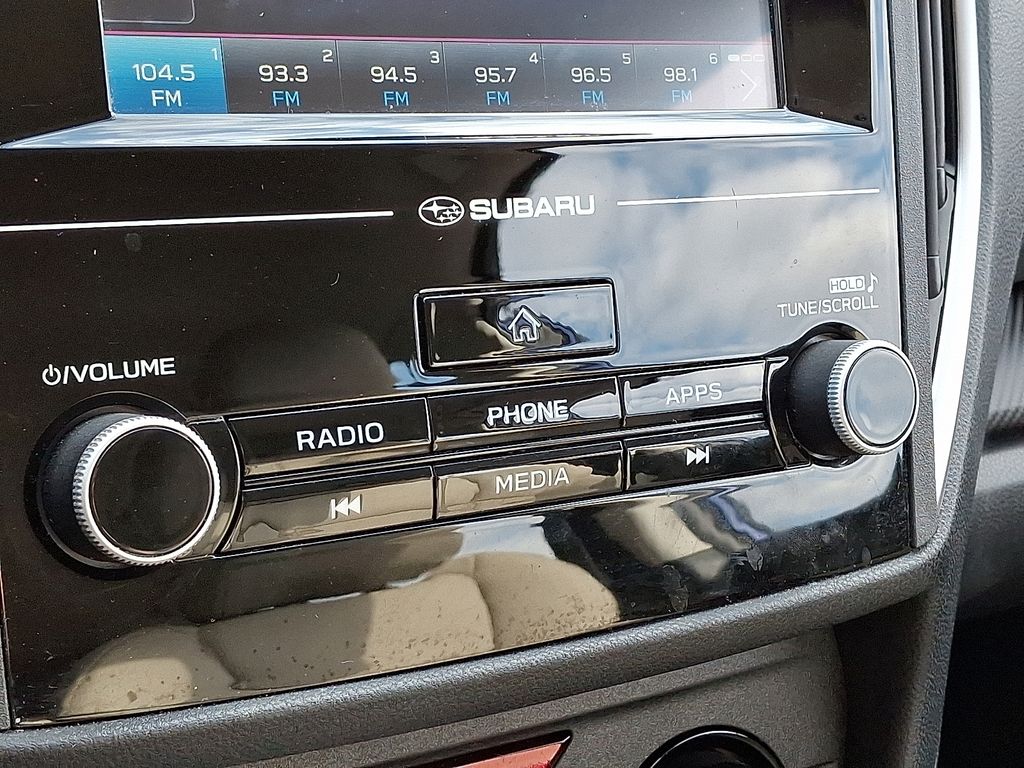 1 2 3 4 5 6
104.5 93.3 94.5 95.7 96.5 98.1
FM FM FM FM FM FM
SUBARU
HOLD
TUNE/SCROLL
/VOLUME
RADIO PHONE APPS
MEDIA